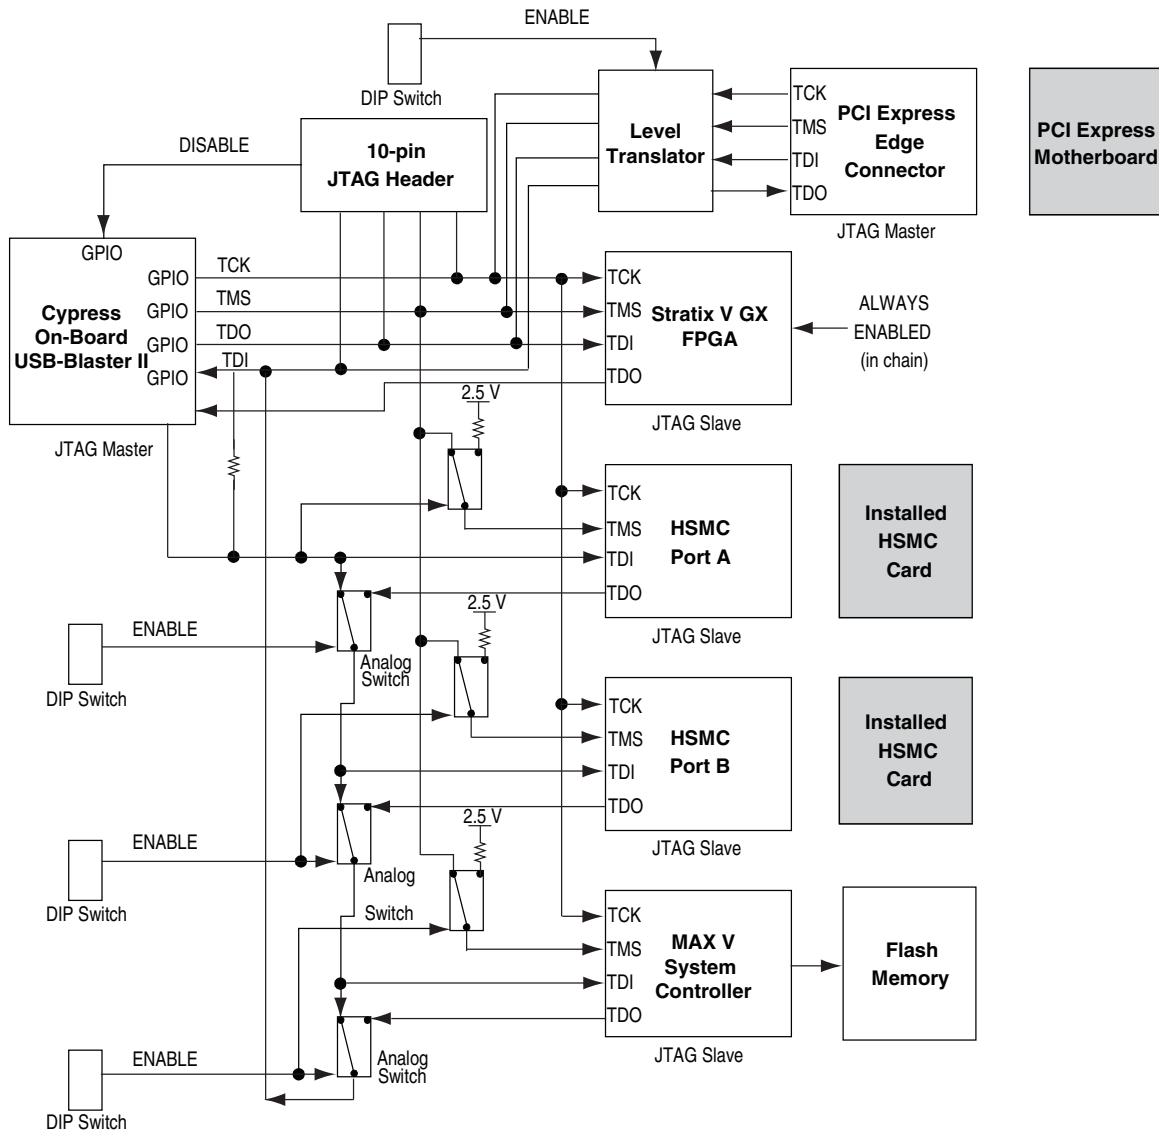 ENABLE
DIP Switch
DISABLE
10-pin
JTAG Header
Level
Translator
TCK
TMS
TDI
TDO
PCI Express
Edge
Connector
JTAG Master
PCI Express
Motherboard
GPIO
GPIO
GPIO
GPIO
GPIO
Cypress
On-Board
USB-Blaster II
JTAG Master
TCK
TMS
TDO
TDI
TCK
TMS
TDI
TDO
Stratix V GX
FPGA
JTAG Slave
ALWAYS
ENABLED
(in chain)
2.5 V
TCK
TMS
TDI
TDO
HSMC
Port A
JTAG Slave
Installed
HSMC
Card
ENABLE
DIP Switch
Analog
Switch
2.5 V
TCK
TMS
TDI
TDO
HSMC
Port B
JTAG Slave
Installed
HSMC
Card
ENABLE
DIP Switch
Analog
Switch
2.5 V
TCK
TMS
TDI
TDO
MAX V
System
Controller
JTAG Slave
Flash
Memory
ENABLE
DIP Switch
Analog
Switch